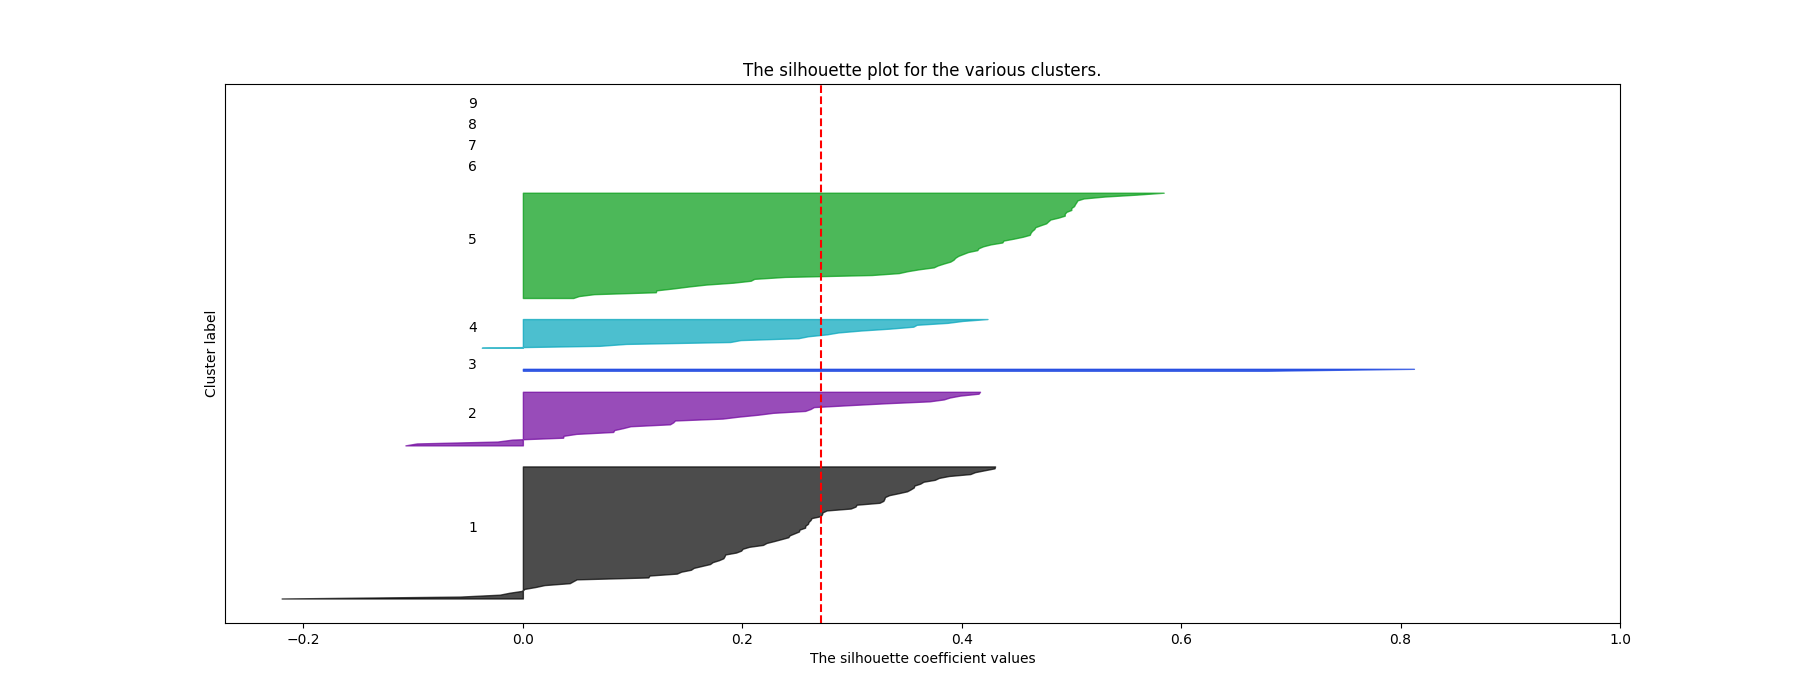 The silhouette plot for the various clusters.
9
8
7
6
5
4
3
2
1
Cluster label
−0.2 0.0 0.2 0.4 0.6 0.8 1.0
The silhouette coefficient values